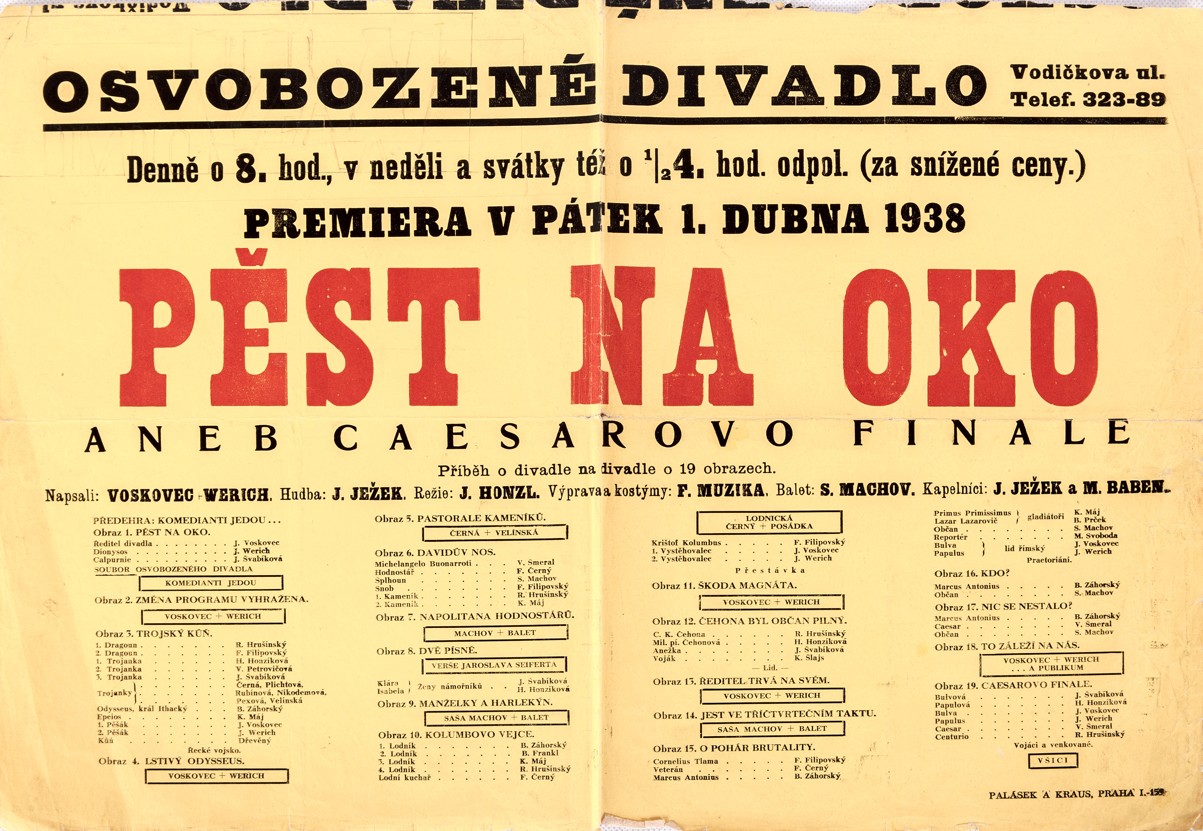 OSVOBOZENÉ DIVADLO
Vodičkova ul.
Telef. 323-89
Denně o 8. hod., v neděli a svátky též o 1/2 4. hod. odpol. (za snížené ceny.)
PREMIERA V PÁTEK 1. DUBNA 1938
PĚST NA OKO
ANEB CAESAROVO FINALE
Příběh o divadle na divadle o 19 obrazech.
Napsali: VOSKOVEC + WERICH. Hudba: J. JEŽEK. Režie: J. HONZL. Výprava a kostýmy: F. MUZIKA. Balet: S. MACHOV. Kapelníci: J. JEŽEK a M. BABEN.
PŘEDEHRA: KOMEDIANTI JEDOU...
Obraz 1. PĚST NA OKO.
Ředitel divadla . . . . . J. Voskovec
Dionysos . . . . . J. Werich
Calpurnie . . . . . J. Švabíková
SOUBOR OSVOBOZENÉHO DIVADLA
KOMEDIANTI JEDOU
Obraz 2. ZMĚNA PROGRAMU VYHRAŽENA.
VOSKOVEC + WERICH
Obraz 3. TROJSKÝ KŮŇ.
1. Dragoun . . . . . R. Hrušínský
2. Dragoun . . . . . F. Filipovský
1. Trojanka . . . . . H. Honzíková
2. Trojanka . . . . . V. Petrovičová
3. Trojanka . . . . . J. Švabíková
Trojanky } Černá, Plichtová,
Rubínová, Nikodemová,
Pexová, Velínská
Odysseus, král Ithacký . B. Záhorský
Epeios . . . . . K. Máj
1. Pěšák . . . . . J. Voskovec
2. Pěšák . . . . . J. Werich
Kůň . . . . . Dřevěný
Řecké vojsko.
Obraz 4. LSTIVÝ ODYSSEUS.
VOSKOVEC + WERICH
Obraz 5. PASTORALE KAMENÍKŮ.
ČERNÁ + VELÍNSKÁ
Obraz 6. DAVIDŮV NOS.
Michelangelo Buonarroti . . . V. Šmeral
Hodnostář . . . . . F. Černý
Šplhoun . . . . . S. Machov
Snob . . . . . F. Filipovský
1. Kameník . . . . . R. Hrušínský
2. Kameník . . . . . K. Máj
Obraz 7. NAPOLITANA HODNOSTÁŘŮ.
MACHOV + BALET
Obraz 8. DVĚ PÍSNĚ.
VERŠE JAROSLAVA SEIFERTA
Klára } Ženy námořníků . . J. Švabíková
Isabela } H. Honzíková
Obraz 9. MANŽELKY A HARLEKÝN.
SAŠA MACHOV + BALET
Obraz 10. KOLUMBOVO VEJCE.
1. Lodník . . . . . B. Záhorský
2. Lodník . . . . . B. Frankl
3. Lodník . . . . . K. Máj
4. Lodník . . . . . R. Hrušínský
Lodní kuchař . . . . . F. Černý
LODNICKÁ
ČERNÝ + POSÁDKA
Krištof Kolumbus . . . . . F. Filipovský
1. Vystěhovalec . . . . . J. Voskovec
2. Vystěhovalec . . . . . J. Werich
Přestávka
Obraz 11. ŠKODA MAGNÁTA.
VOSKOVEC + WERICH
Obraz 12. ČEHONA BYL OBČAN PILNÝ.
C. K. Čehona . . . . . R. Hrušínský
Mil. pí. Čehonová . . . . . H. Honzíková
Anežka . . . . . J. Švabíková
Voják . . . . . K. Šlajs
— Lid. —
Obraz 13. ŘEDITEL TRVÁ NA SVÉM.
VOSKOVEC + WERICH
Obraz 14. JEST VE TŘÍČTVRTEČNÍM TAKTU.
SAŠA MACHOV + BALET
Obraz 15. O POHÁR BRUTALITY.
Cornelius Tlama . . . . . F. Filipovský
Veterán . . . . . F. Černý
Marcus Antonius . . . . . B. Záhorský
Primus Primissimus } gladiátoři K. Máj
Lazar Lazarovič } B. Prček
Občan . . . . . S. Machov
Reportér . . . . . M. Svoboda
Bulva } lid římský J. Voskovec
Papulus } J. Werich
Praetoriáni.
Obraz 16. KDO?
Marcus Antonius . . . . . B. Záhorský
Občan . . . . . S. Machov
Obraz 17. NIC SE NESTALO?
Marcus Antonius . . . . . B. Záhorský
Caesar . . . . . V. Šmeral
Občan . . . . . S. Machov
Obraz 18. TO ZÁLEŽÍ NA NÁS.
VOSKOVEC + WERICH
... A PUBLIKUM
Obraz 19. CAESAROVO FINALE.
Bulvová . . . . . J. Švabíková
Papulová . . . . . H. Honzíková
Bulva . . . . . J. Voskovec
Papulus . . . . . J. Werich
Caesar . . . . . V. Šmeral
Centurio . . . . . R. Hrušínský
Vojáci a venkované.
VŠICI
PALÁSEK A KRAUS, PRAHA I.